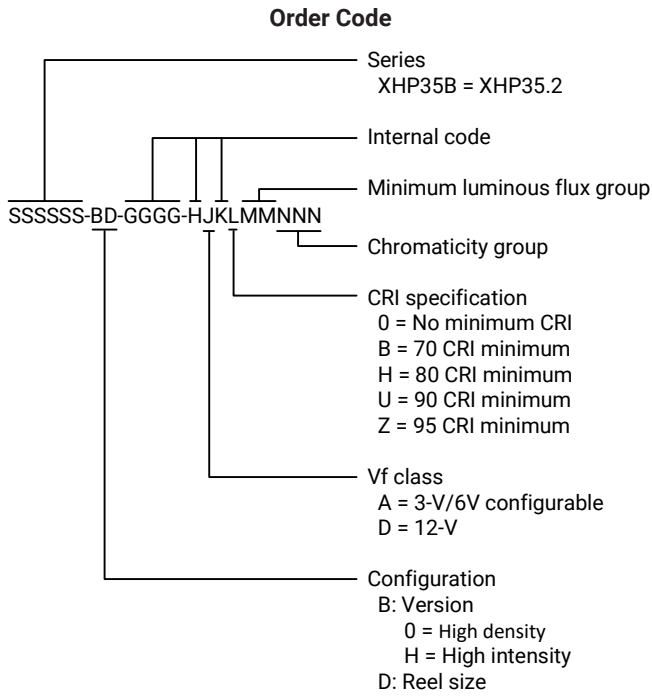 Order Code
Series
XHP35B = XHP35.2
Internal code
Minimum luminous flux group
SSSSSS-BD-GGGG-HJKLMMNNN
Chromaticity group
CRI specification
0 = No minimum CRI
B = 70 CRI minimum
H = 80 CRI minimum
U = 90 CRI minimum
Z = 95 CRI minimum
Vf class
A = 3-V/6V configurable
D = 12-V
Configuration
B: Version
0 = High density
H = High intensity
D: Reel size